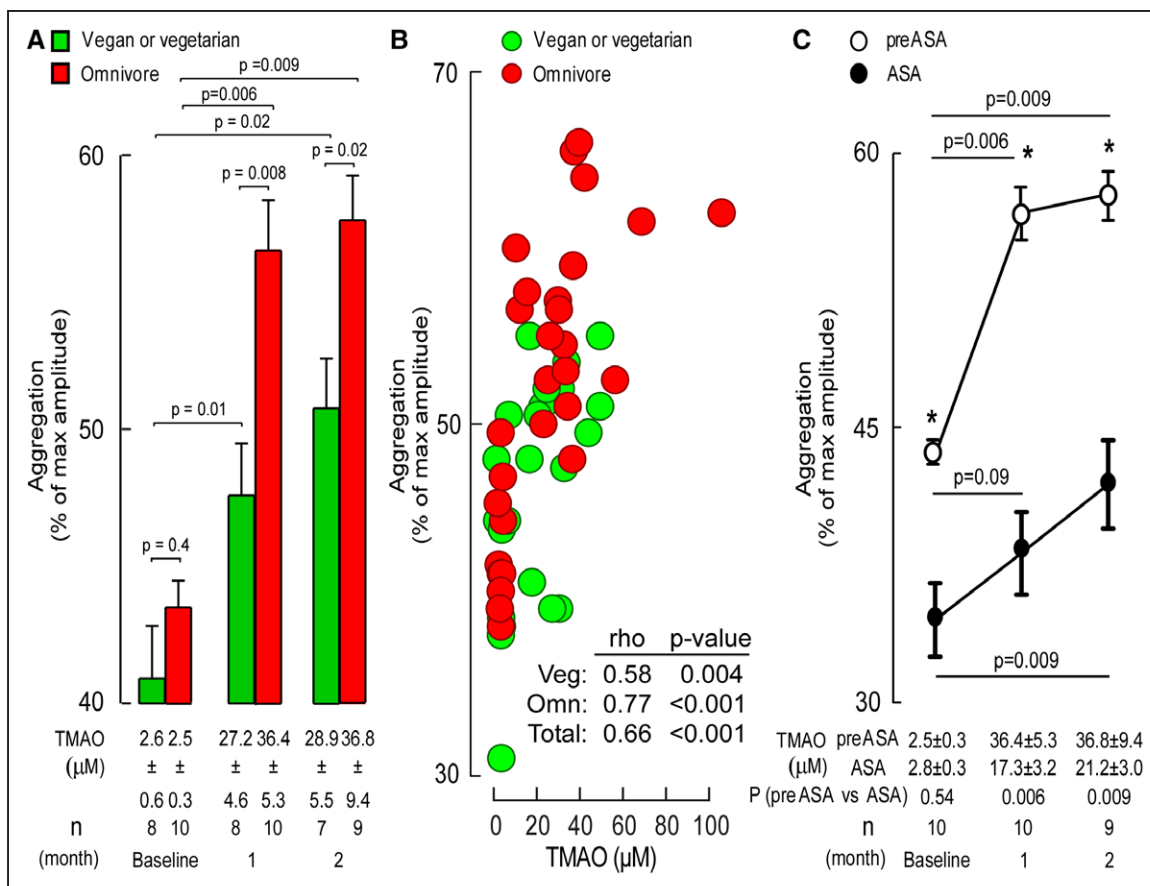 A Vegan or vegetarian
Omnivore
p =0.009
p=0.006
p = 0.02
p = 0.02
p = 0.008
p = 0.01
p = 0.4
60
50
40
Aggregation
(% of max amplitude)
TMAO 2.6 2.5 27.2 36.4 28.9 36.8
(µM) ± ± ± ± ± ±
0.6 0.3 4.6 5.3 5.5 9.4
n 8 10 8 10 7 9
(month) Baseline 1 2
B Vegan or vegetarian
Omnivore
70
50
30
Aggregation
(% of max amplitude)
rho p-value
Veg: 0.58 0.004
Omn: 0.77 <0.001
Total: 0.66 <0.001
0 20 40 60 80 100
TMAO (µM)
C preASA
ASA
p=0.009
p=0.006
*
*
*
p=0.09
p=0.009
60
45
30
Aggregation
(% of max amplitude)
TMAO preASA 2.5±0.3 36.4±5.3 36.8±9.4
(µM) ASA 2.8±0.3 17.3±3.2 21.2±3.0
P (preASA vs ASA) 0.54 0.006 0.009
n 10 10 9
(month) Baseline 1 2